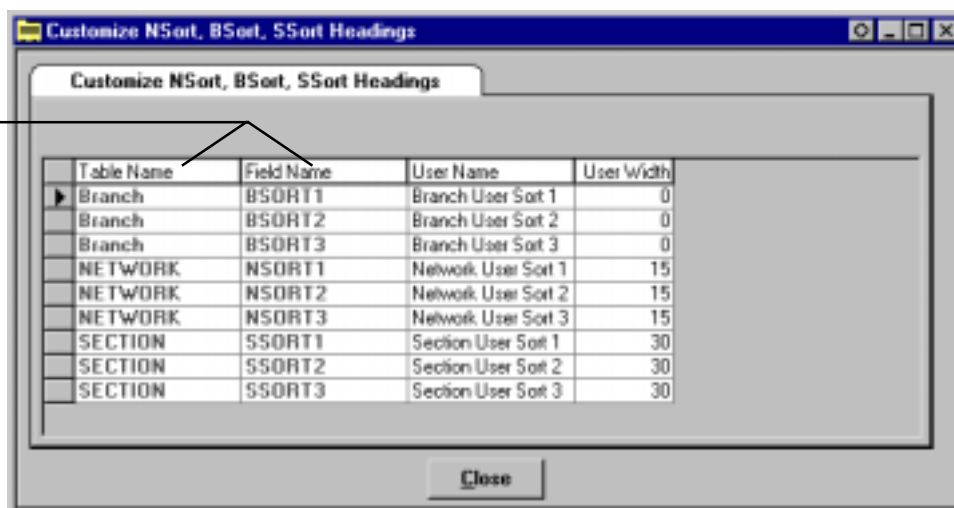 Customize NSort, BSort, SSort Headings
Customize NSort, BSort, SSort Headings
Table Name Field Name User Name User Width
Branch BSORT1 Branch User Sort 1 0
Branch BSORT2 Branch User Sort 2 0
Branch BSORT3 Branch User Sort 3 0
NETWORK NSORT1 Network User Sort 1 15
NETWORK NSORT2 Network User Sort 2 15
NETWORK NSORT3 Network User Sort 3 15
SECTION SSORT1 Section User Sort 1 30
SECTION SSORT2 Section User Sort 2 30
SECTION SSORT3 Section User Sort 3 30
Close